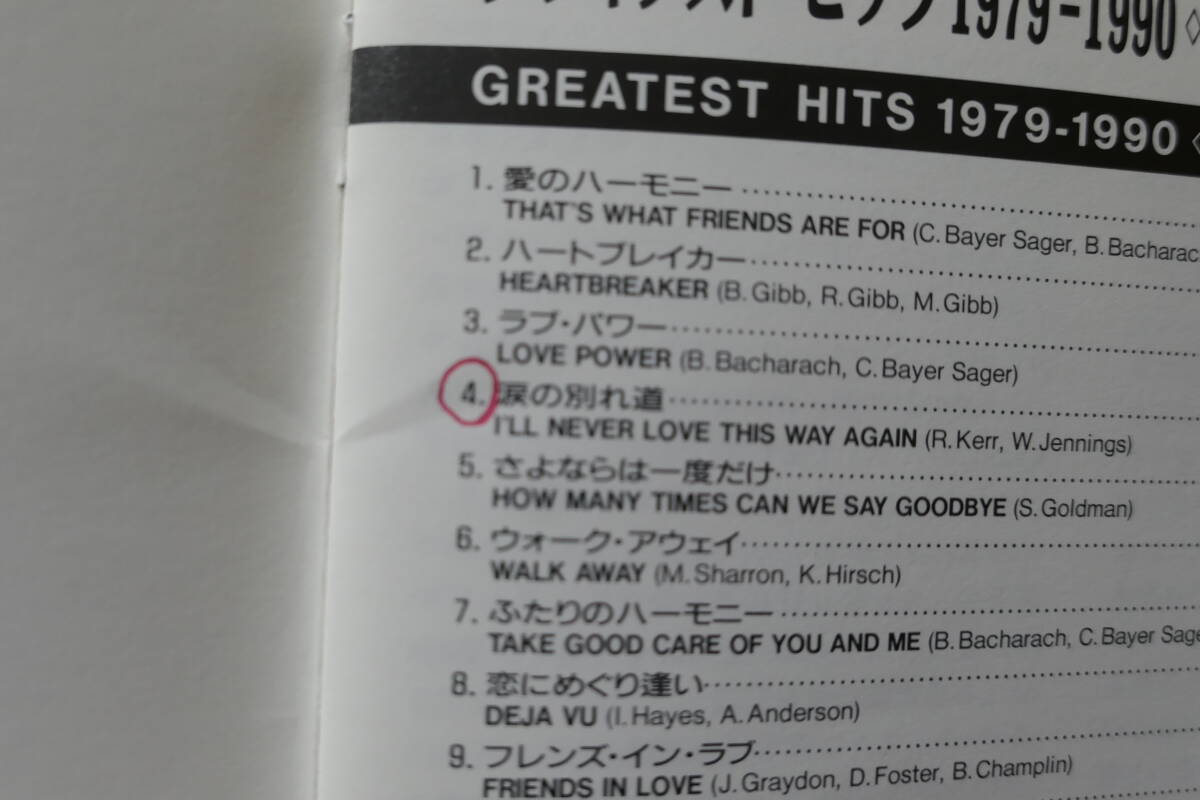 1979-1990◇
GREATEST HITS 1979-1990
1. 愛のハーモニー
THAT'S WHAT FRIENDS ARE FOR (C. Bayer Sager, B. Bacharac
2. ハートブレイカー
HEARTBREAKER (B. Gibb, R. Gibb, M. Gibb)
3. ラブ・パワー
LOVE POWER (B. Bacharach, C. Bayer Sager)
4. 涙の別れ道
I'LL NEVER LOVE THIS WAY AGAIN (R. Kerr, W. Jennings)
5. さよならは一度だけ
HOW MANY TIMES CAN WE SAY GOODBYE (S. Goldman)
6. ウォーク・アウェイ
WALK AWAY (M. Sharron, K. Hirsch)
7. ふたりのハーモニー
TAKE GOOD CARE OF YOU AND ME (B. Bacharach, C. Bayer Sage
8. 恋にめぐり逢い
DEJA VU (I. Hayes, A. Anderson)
9. フレンズ・イン・ラブ
FRIENDS IN LOVE (J. Graydon, D. Foster, B. Champlin)